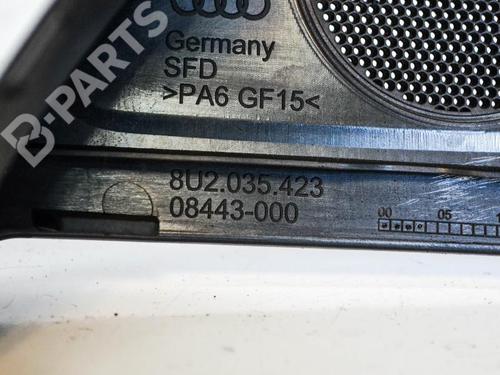 Germany
SFD
>PA6 GF15<
8U2.035.423
08443-000
00 05
B-PARTS